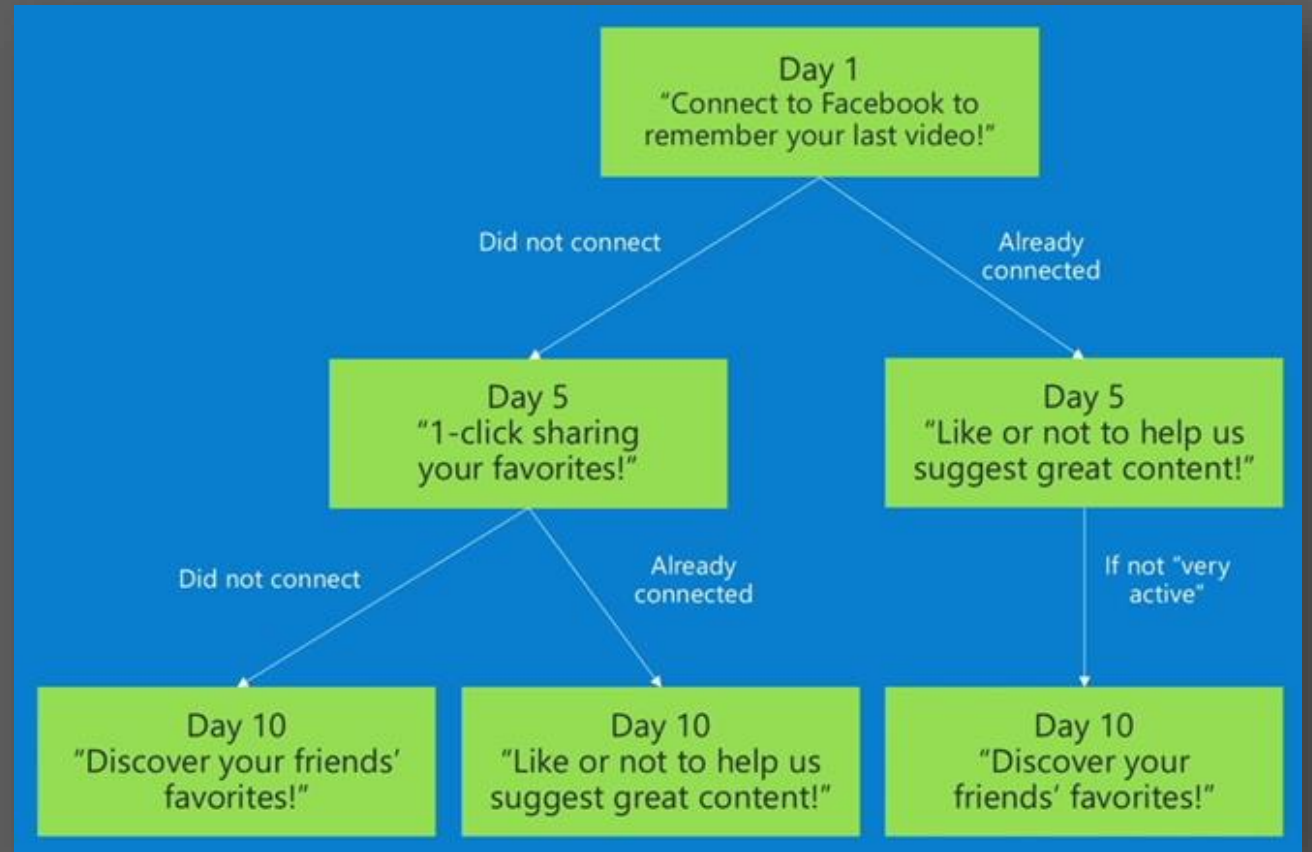 Day 1
“Connect to Facebook to
remember your last video!”
Did not connect
Already
connected
Day 5
“1-click sharing
your favorites!”
Day 5
“Like or not to help us
suggest great content!”
Did not connect
Already
connected
If not “very
active”
Day 10
“Discover your friends’
favorites!”
Day 10
“Like or not to help us
suggest great content!”
Day 10
“Discover your
friends’ favorites!”